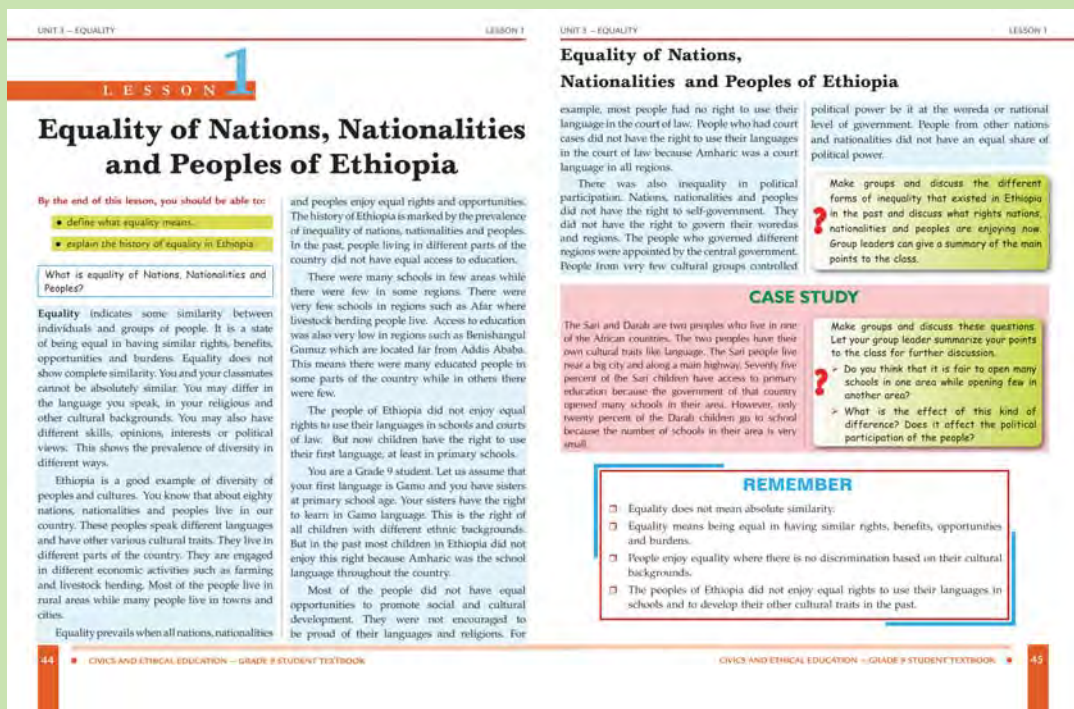 UNIT 3 – EQUALITY
LESSON 1
LESSON 1
Equality of Nations, Nationalities
and Peoples of Ethiopia
By the end of this lesson, you should be able to:
• define what equality means.
• explain the history of equality in Ethiopia.
What is equality of Nations, Nationalities and
Peoples?
Equality indicates some similarity between
individuals and groups of people. It is a state
of being equal in having similar rights, benefits,
opportunities and burdens. Equality does not
show complete similarity. You and your classmates
cannot be absolutely similar. You may differ in
the language you speak, in your religious and
other cultural backgrounds. You may also have
different skills, opinions, interests or political
views. This shows the prevalence of diversity in
different ways.
Ethiopia is a good example of diversity of
peoples and cultures. You know that about eighty
nations, nationalities and peoples live in our
country. These peoples speak different languages
and have other various cultural traits. They live in
different parts of the country. They are engaged
in different economic activities such as farming
and livestock herding. Most of the people live in
rural areas while many people live in towns and
cities.
Equality prevails when all nations, nationalities
and peoples enjoy equal rights and opportunities.
The history of Ethiopia is marked by the prevalence
of inequality of nations, nationalities and peoples.
In the past, people living in different parts of the
country did not have equal access to education.
There were many schools in few areas while
there were few in some regions. There were
very few schools in regions such as Afar where
livestock herding people live. Access to education
was also very low in regions such as Benishangul
Gumuz which are located far from Addis Ababa.
This means there were many educated people in
some parts of the country while in others there
were few.
The people of Ethiopia did not enjoy equal
rights to use their languages in schools and courts
of law. But now children have the right to use
their first language, at least in primary schools.
You are a Grade 9 student. Let us assume that
your first language is Gamo and you have sisters
at primary school age. Your sisters have the right
to learn in Gamo language. This is the right of
all children with different ethnic backgrounds.
But in the past most children in Ethiopia did not
enjoy this right because Amharic was the school
language throughout the country.
Most of the people did not have equal
opportunities to promote social and cultural
development. They were not encouraged to
be proud of their languages and religions. For
44 ■ CIVICS AND ETHICAL EDUCATION – GRADE 9 STUDENT TEXTBOOK
UNIT 3 – EQUALITY
LESSON 1
Equality of Nations,
Nationalities and Peoples of Ethiopia
example, most people had no right to use their
language in the court of law. People who had court
cases did not have the right to use their languages
in the court of law because Amharic was a court
language in all regions.
There was also inequality in political
participation. Nations, nationalities and peoples
did not have the right to self-government. They
did not have the right to govern their woredas
and regions. The people who governed different
regions were appointed by the central government.
People from very few cultural groups controlled
political power be it at the woreda or national
level of government. People from other nations
and nationalities did not have an equal share of
political power.
?
Make groups and discuss the different
forms of inequality that existed in Ethiopia
in the past and discuss what rights nations,
nationalities and peoples are enjoying now.
Group leaders can give a summary of the main
points to the class.
CASE STUDY
The Sari and Darab are two peoples who live in one
of the African countries. The two peoples have their
own cultural traits like language. The Sari people live
near a big city and along a main highway. Seventy five
percent of the Sari children have access to primary
education because the government of that country
opened many schools in their area. However, only
twenty percent of the Darab children go to school
because the number of schools in their area is very
small.
?
Make groups and discuss these questions.
Let your group leader summarize your points
to the class for further discussion.
➢ Do you think that it is fair to open many
schools in one area while opening few in
another area?
➢ What is the effect of this kind of
difference? Does it affect the political
participation of the people?
REMEMBER
❒ Equality does not mean absolute similarity.
❒ Equality means being equal in having similar rights, benefits, opportunities
and burdens.
❒ People enjoy equality where there is no discrimination based on their cultural
backgrounds.
❒ The peoples of Ethiopia did not enjoy equal rights to use their languages in
schools and to develop their other cultural traits in the past.
CIVICS AND ETHICAL EDUCATION – GRADE 9 STUDENT TEXTBOOK ■ 45